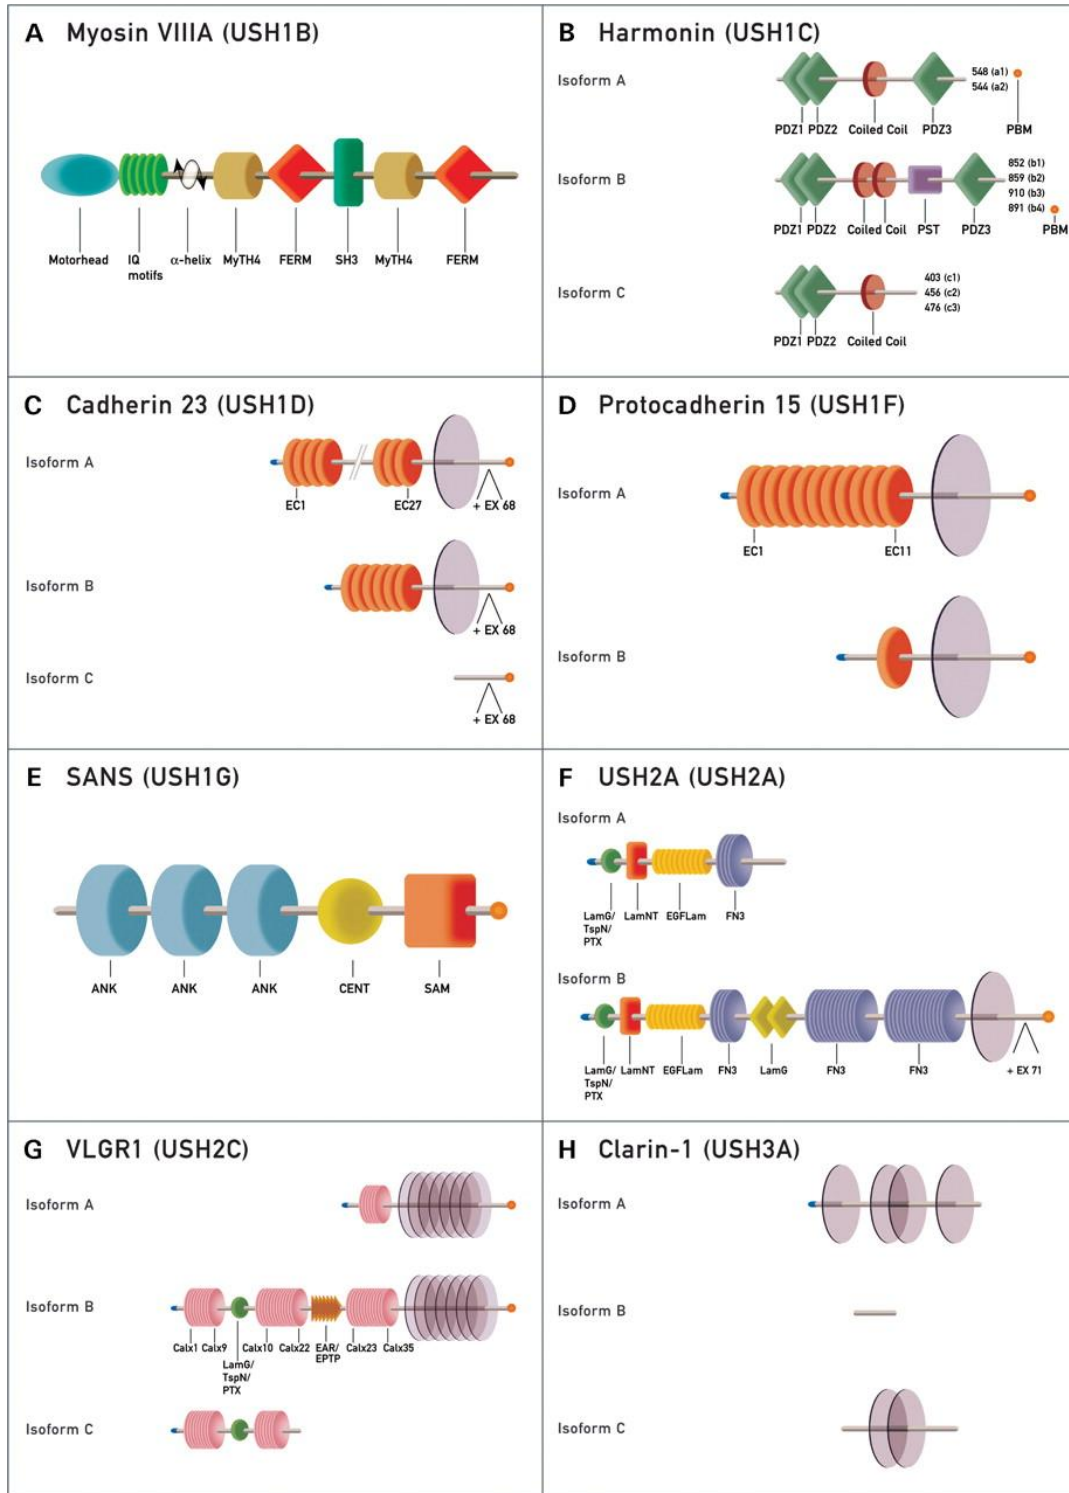 A Myosin VIIIA (USH1B)
Motorhead
IQ
motifs
α-helix
MyTH4
FERM
SH3
MyTH4
FERM
B Harmonin (USH1C)
Isoform A
548 (a1)
544 (a2)
PDZ1 PDZ2 Coiled Coil PDZ3 PBM
Isoform B
852 (b1)
859 (b2)
910 (b3)
891 (b4)
PDZ1 PDZ2 Coiled Coil PST PDZ3 PBM
Isoform C
403 (c1)
456 (c2)
476 (c3)
PDZ1 PDZ2 Coiled Coil
C Cadherin 23 (USH1D)
Isoform A
EC1 EC27 + EX 68
Isoform B
+ EX 68
Isoform C
+ EX 68
D Protocadherin 15 (USH1F)
Isoform A
EC1 EC11
Isoform B
E SANS (USH1G)
ANK ANK ANK CENT SAM
F USH2A (USH2A)
Isoform A
LamG/
TspN/
PTX
LamNT EGFLam FN3
Isoform B
LamG/
TspN/
PTX
LamNT EGFLam FN3 LamG FN3 FN3 + EX 71
G VLGR1 (USH2C)
Isoform A
Isoform B
Calx1 Calx9
LamG/
TspN/
PTX
Calx10 Calx22
EAR/
EPTP
Calx23 Calx35
Isoform C
H Clarin-1 (USH3A)
Isoform A
Isoform B
Isoform C